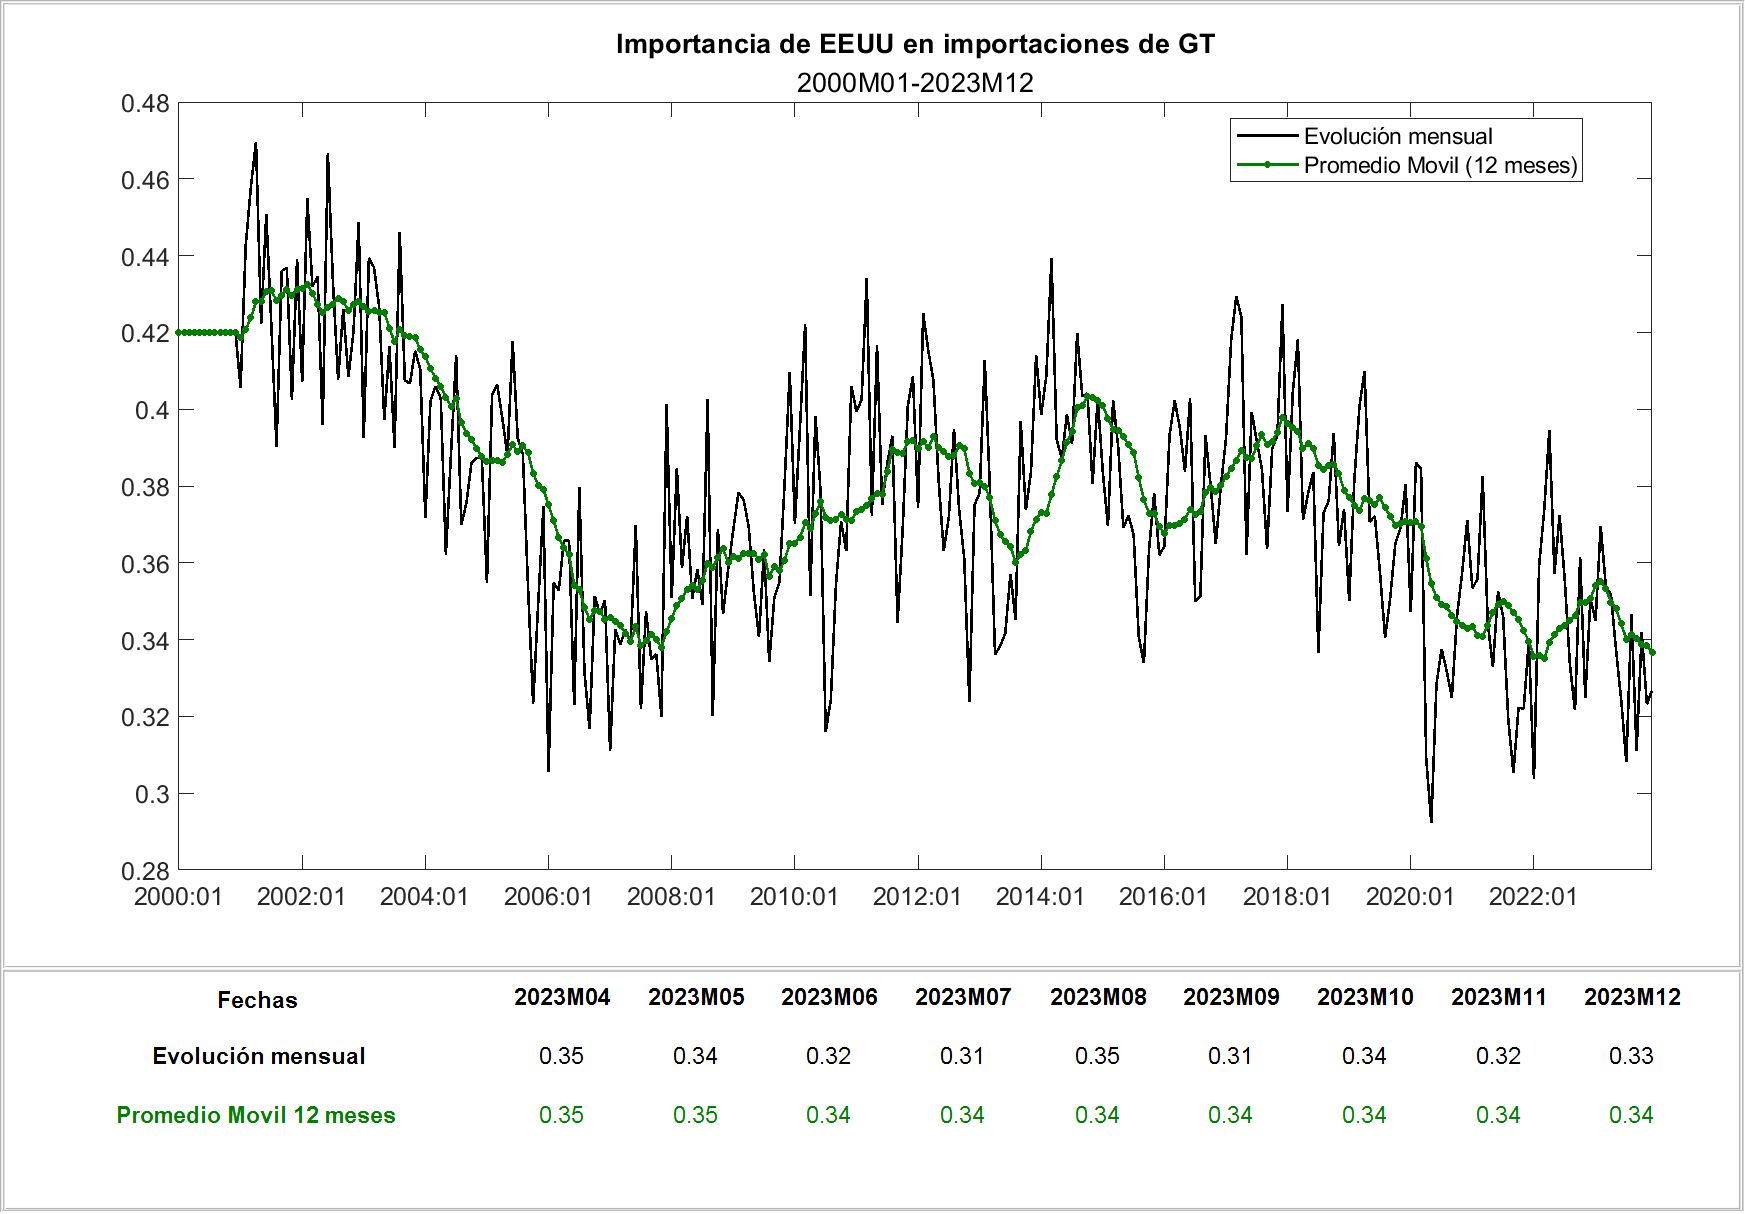 Importancia de EEUU en importaciones de GT
2000M01-2023M12
Evolución mensual
Promedio Movil (12 meses)
0.48
0.46
0.44
0.42
0.4
0.38
0.36
0.34
0.32
0.3
0.28
2000:01 2002:01 2004:01 2006:01 2008:01 2010:01 2012:01 2014:01 2016:01 2018:01 2020:01 2022:01
Fechas 2023M04 2023M05 2023M06 2023M07 2023M08 2023M09 2023M10 2023M11 2023M12
Evolución mensual 0.35 0.34 0.32 0.31 0.35 0.31 0.34 0.32 0.33
Promedio Movil 12 meses 0.35 0.35 0.34 0.34 0.34 0.34 0.34 0.34 0.34